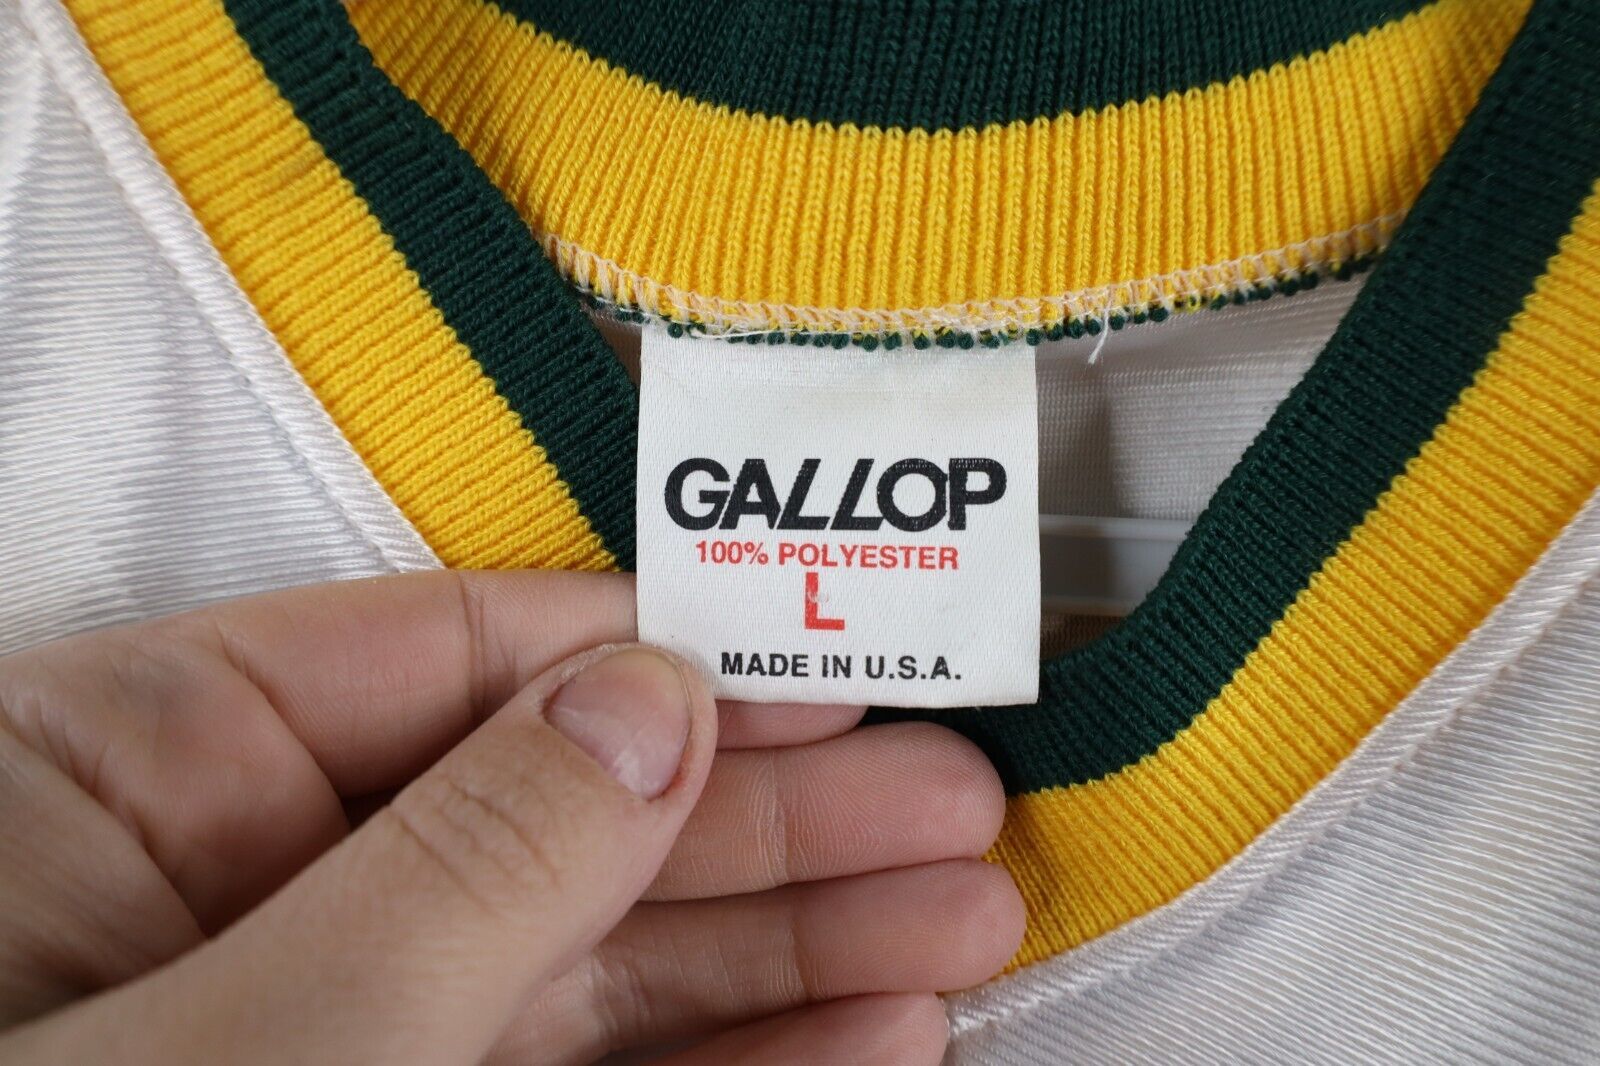 GALLOP
100% POLYESTER
L
MADE IN U.S.A.